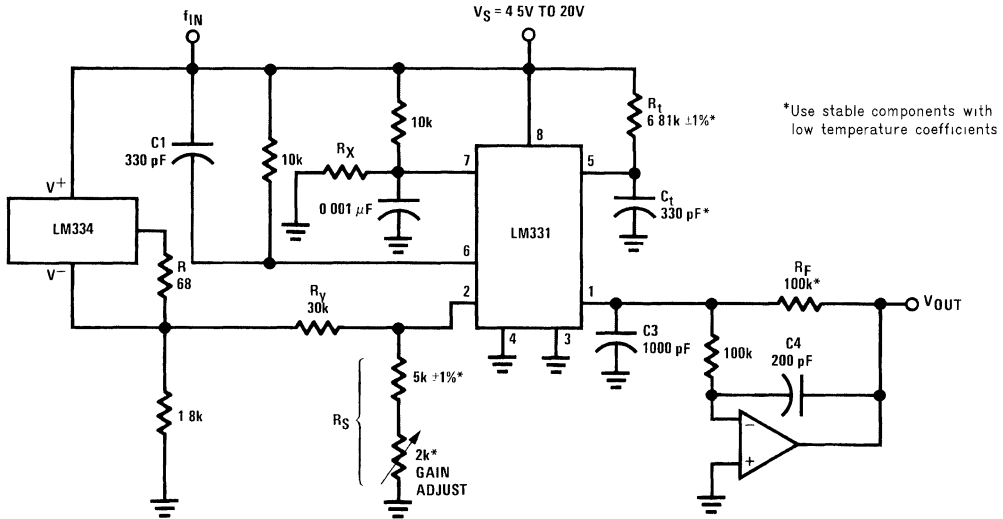 fIN
VS = 4 5V TO 20V
*Use stable components with
low temperature coefficients
C1
330 pF
10k
10k
RX
0 001 μF
7
8
5
Rt
6 81k ±1%*
Ct
330 pF*
V+
LM334
V−
R
68
LM331
6
2
1
4
3
Ry
30k
RF
100k*
VOUT
C3
1000 pF
100k
C4
200 pF
1 8k
RS
5k ±1%*
2k*
GAIN
ADJUST
−
+